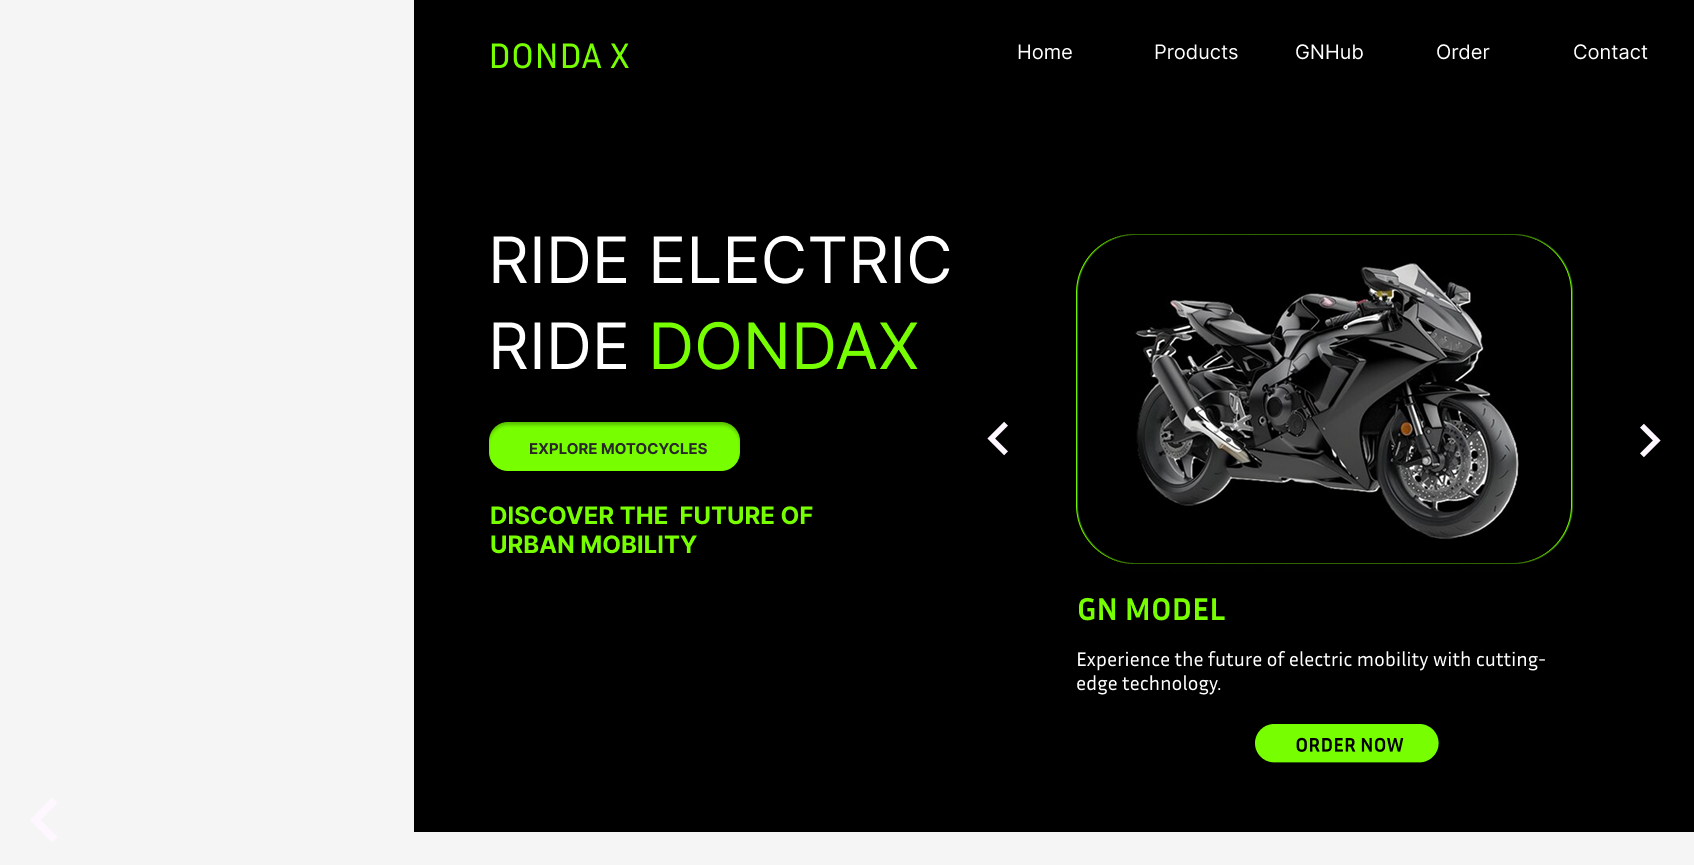 DONDA X
Home Products GNHub Order Contact
RIDE ELECTRIC
RIDE DONDAX
EXPLORE MOTOCYCLES
DISCOVER THE FUTURE OF
URBAN MOBILITY
GN MODEL
Experience the future of electric mobility with cutting-
edge technology.
ORDER NOW